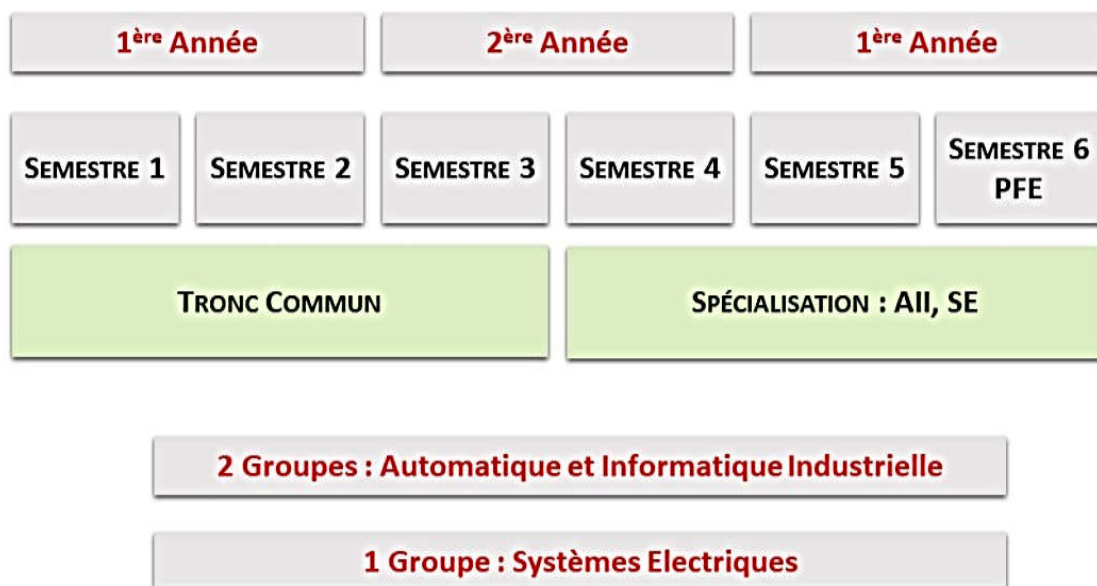 1ère Année
2ère Année
1ère Année
SEMESTRE 1
SEMESTRE 2
SEMESTRE 3
SEMESTRE 4
SEMESTRE 5
SEMESTRE 6
PFE
TRONC COMMUN
SPÉCIALISATION : AII, SE
2 Groupes : Automatique et Informatique Industrielle
1 Groupe : Systèmes Electriques